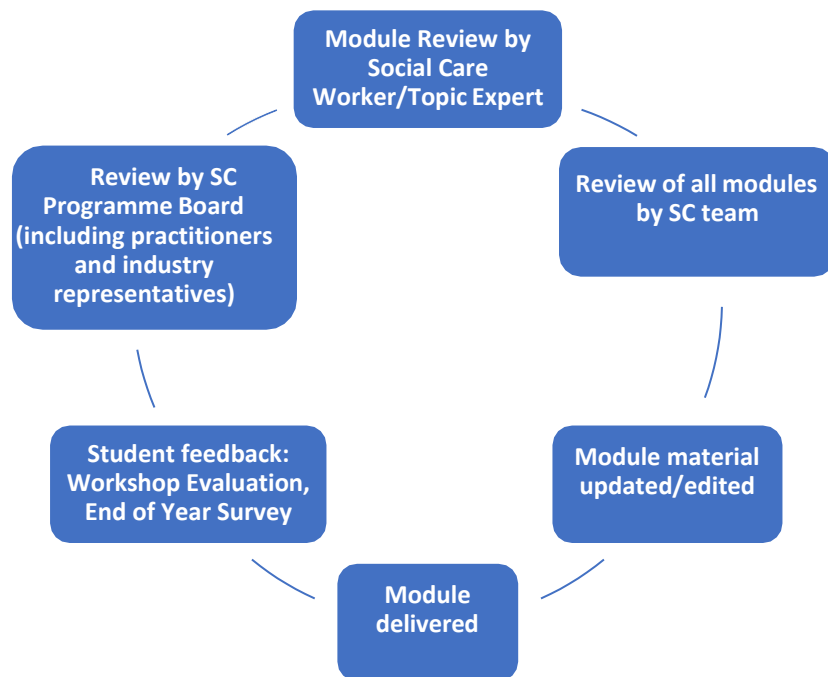 Module Review by
Social Care
Worker/Topic Expert
Review of all modules
by SC team
Module material
updated/edited
Module
delivered
Student feedback:
Workshop Evaluation,
End of Year Survey
Review by SC
Programme Board
(including practitioners
and industry
representatives)